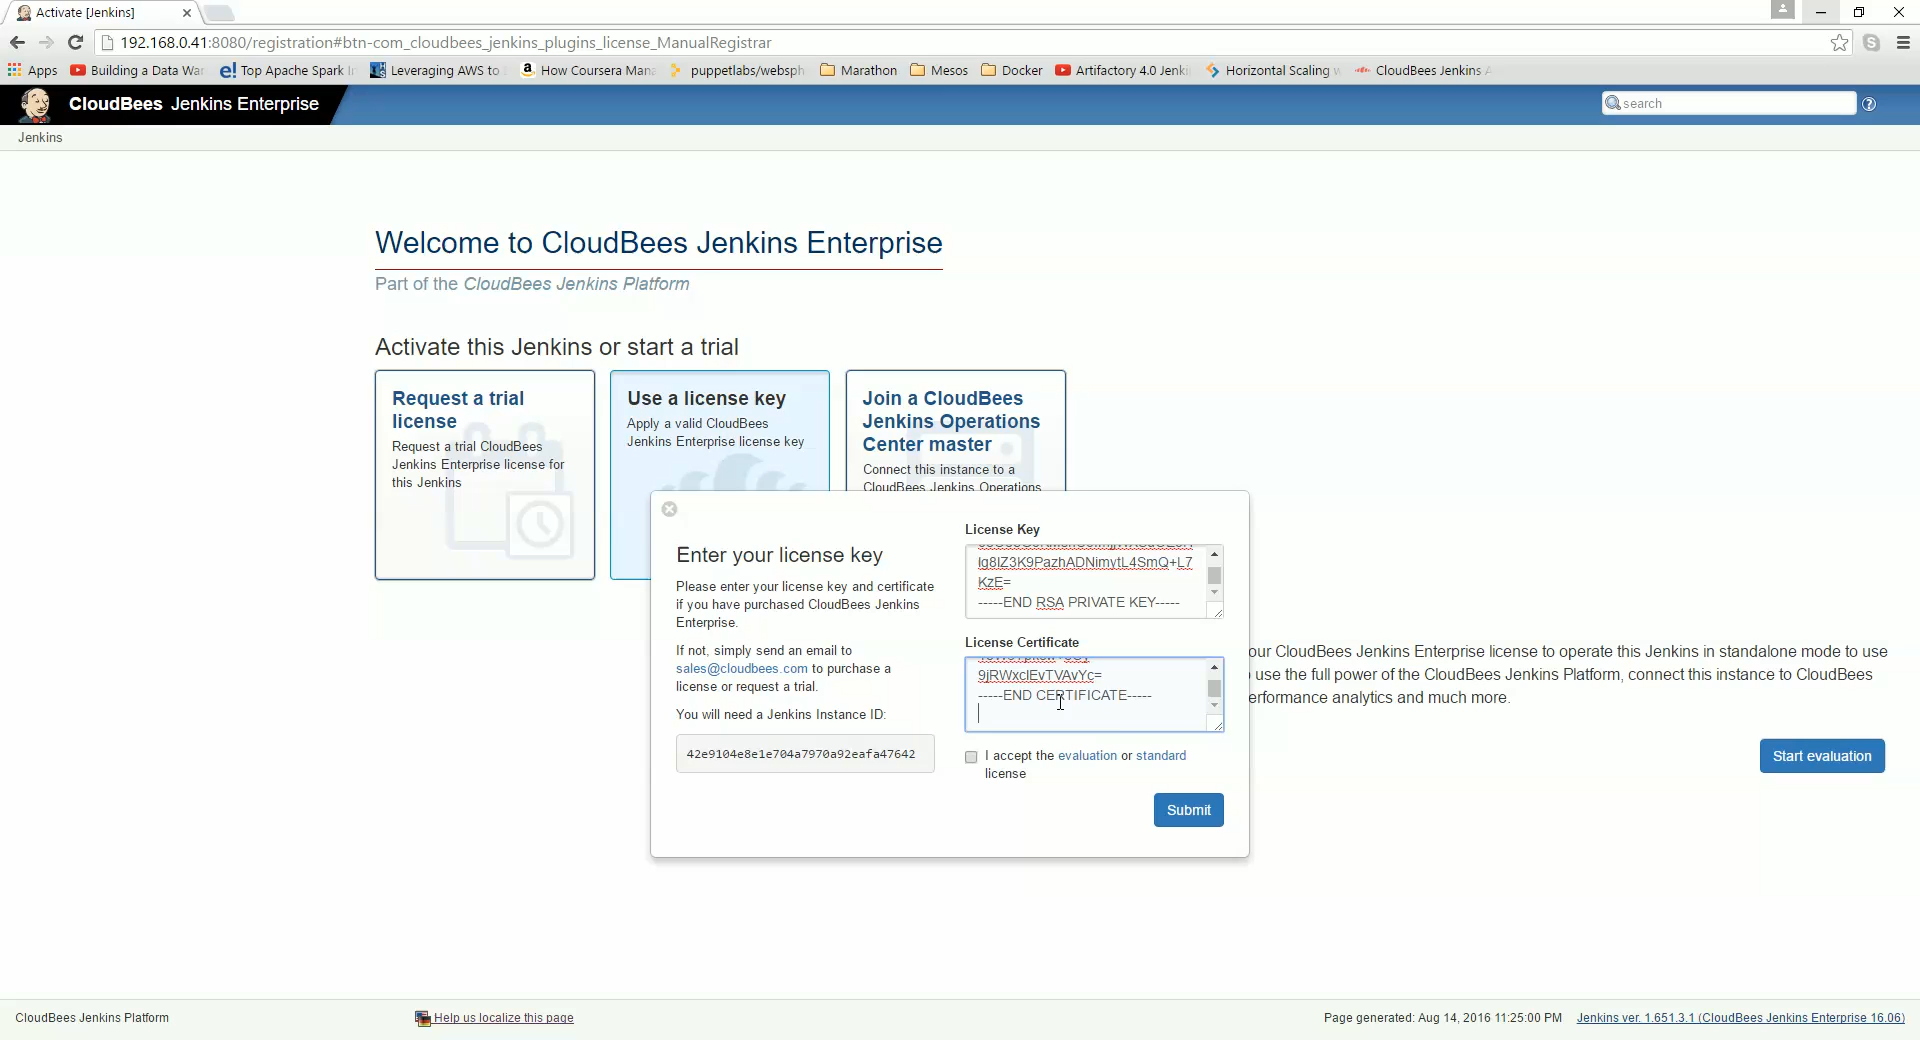 Activate [Jenkins]
192.168.0.41:8080/registration#btn-com_cloudbees_jenkins_plugins_license_ManualRegistrar
Apps Building a Data War Top Apache Spark I Leveraging AWS to How Coursera Mana puppetlabs/websph Marathon Mesos Docker Artifactory 4.0 Jenki Horizontal Scaling w CloudBees Jenkins A
CloudBees Jenkins Enterprise
search
Jenkins
Welcome to CloudBees Jenkins Enterprise
Part of the CloudBees Jenkins Platform
Activate this Jenkins or start a trial
Request a trial
license
Request a trial CloudBees
Jenkins Enterprise license for
this Jenkins
Use a license key
Apply a valid CloudBees
Jenkins Enterprise license key
Join a CloudBees
Jenkins Operations
Center master
Connect this instance to a
CloudBees Jenkins Operations
Enter your license key
Please enter your license key and certificate
if you have purchased CloudBees Jenkins
Enterprise.
If not, simply send an email to
sales@cloudbees.com to purchase a
license or request a trial.
You will need a Jenkins Instance ID:
42e9104e8e1e704a7970a92eafa47642
License Key
Ig8IZ3K9PazhADNimytL4SmQ+L7
KzE=
-----END RSA PRIVATE KEY-----
License Certificate
9jRWxclEvTVAvYc=
-----END CERTIFICATE-----
I accept the evaluation or standard
license
Submit
our CloudBees Jenkins Enterprise license to operate this Jenkins in standalone mode to use
use the full power of the CloudBees Jenkins Platform, connect this instance to CloudBees
erformance analytics and much more.
Start evaluation
CloudBees Jenkins Platform
Help us localize this page
Page generated: Aug 14, 2016 11:25:00 PM
Jenkins ver. 1.651.3.1 (CloudBees Jenkins Enterprise 16.06)